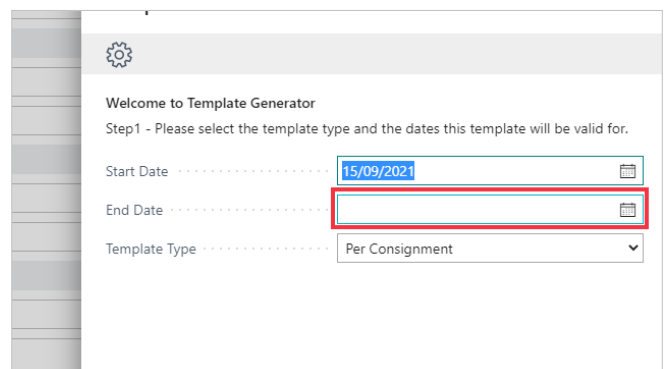 Welcome to Template Generator
Step1 - Please select the template type and the dates this template will be valid for.
Start Date 15/09/2021
End Date
Template Type Per Consignment